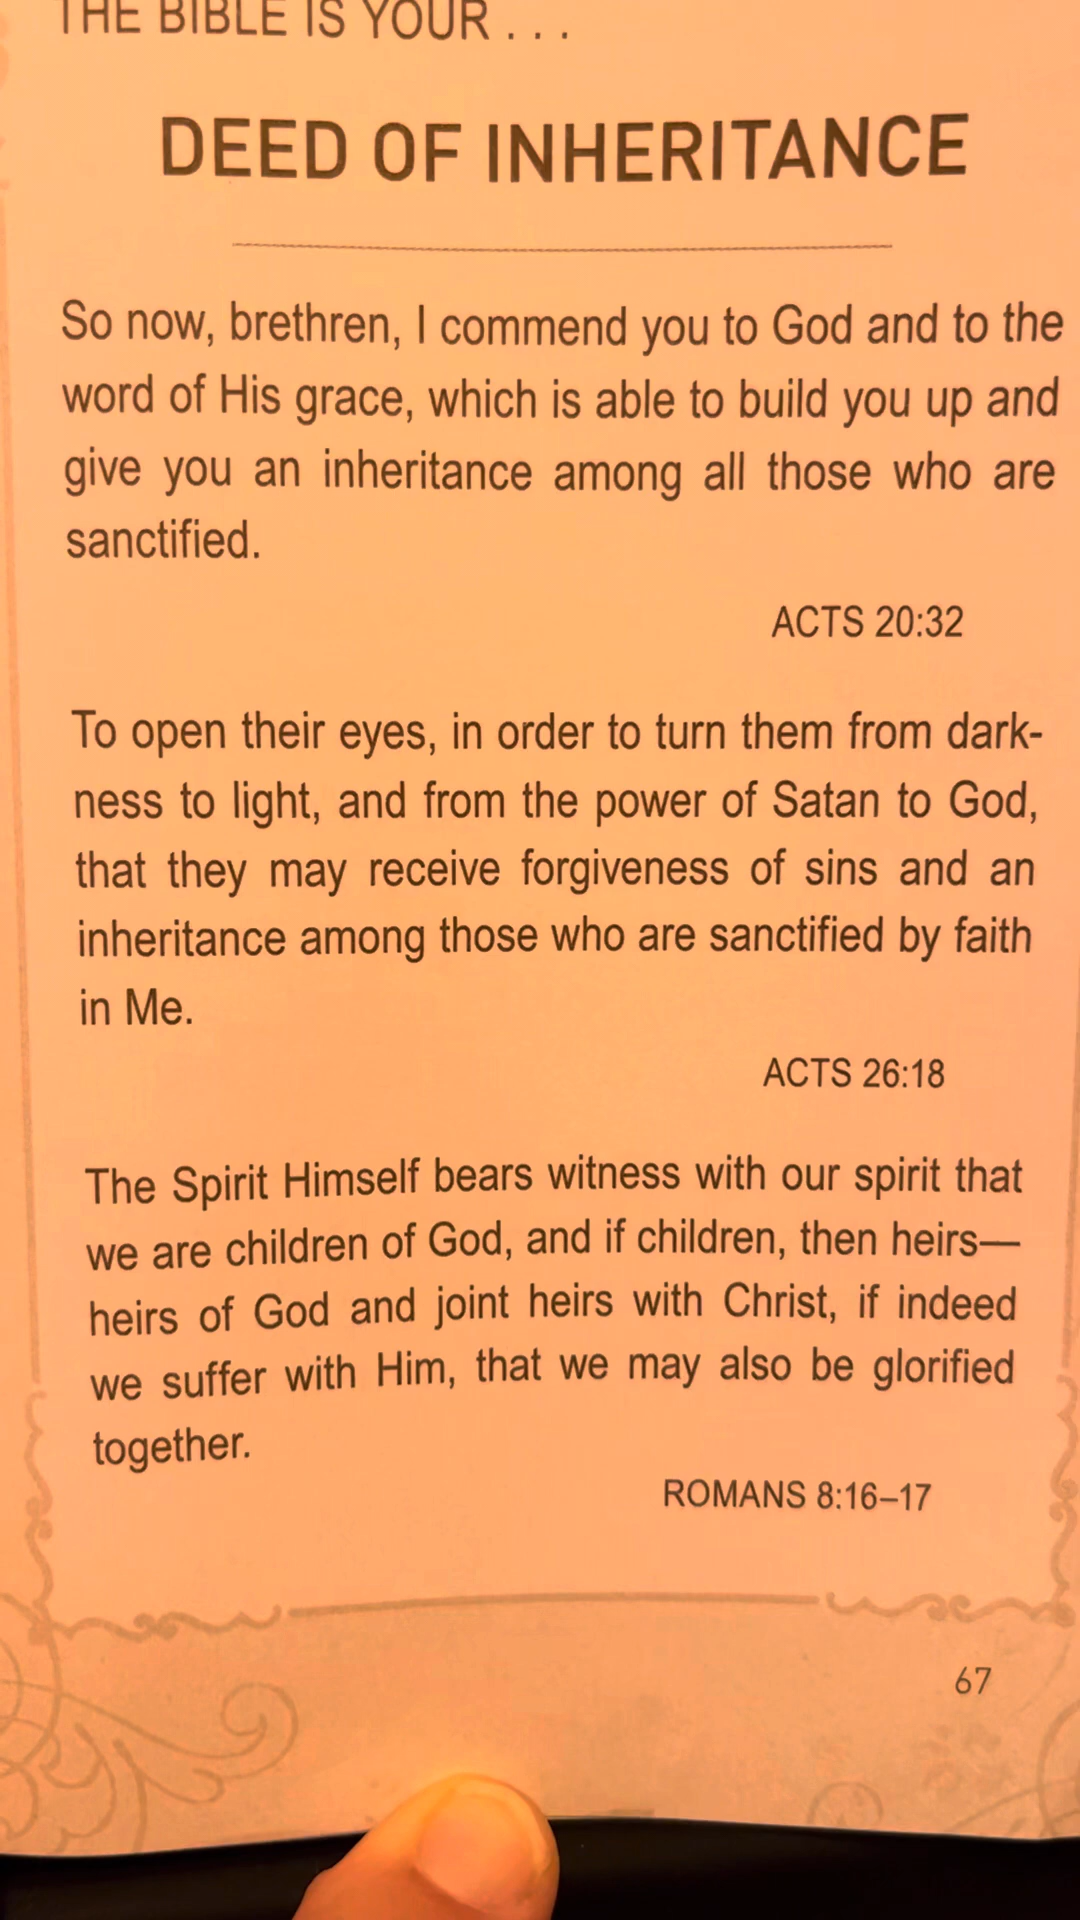 THE BIBLE IS YOUR . . .
DEED OF INHERITANCE
So now, brethren, I commend you to God and to the
word of His grace, which is able to build you up and
give you an inheritance among all those who are
sanctified.
ACTS 20:32
To open their eyes, in order to turn them from dark-
ness to light, and from the power of Satan to God,
that they may receive forgiveness of sins and an
inheritance among those who are sanctified by faith
in Me.
ACTS 26:18
The Spirit Himself bears witness with our spirit that
we are children of God, and if children, then heirs—
heirs of God and joint heirs with Christ, if indeed
we suffer with Him, that we may also be glorified
together.
ROMANS 8:16–17
67